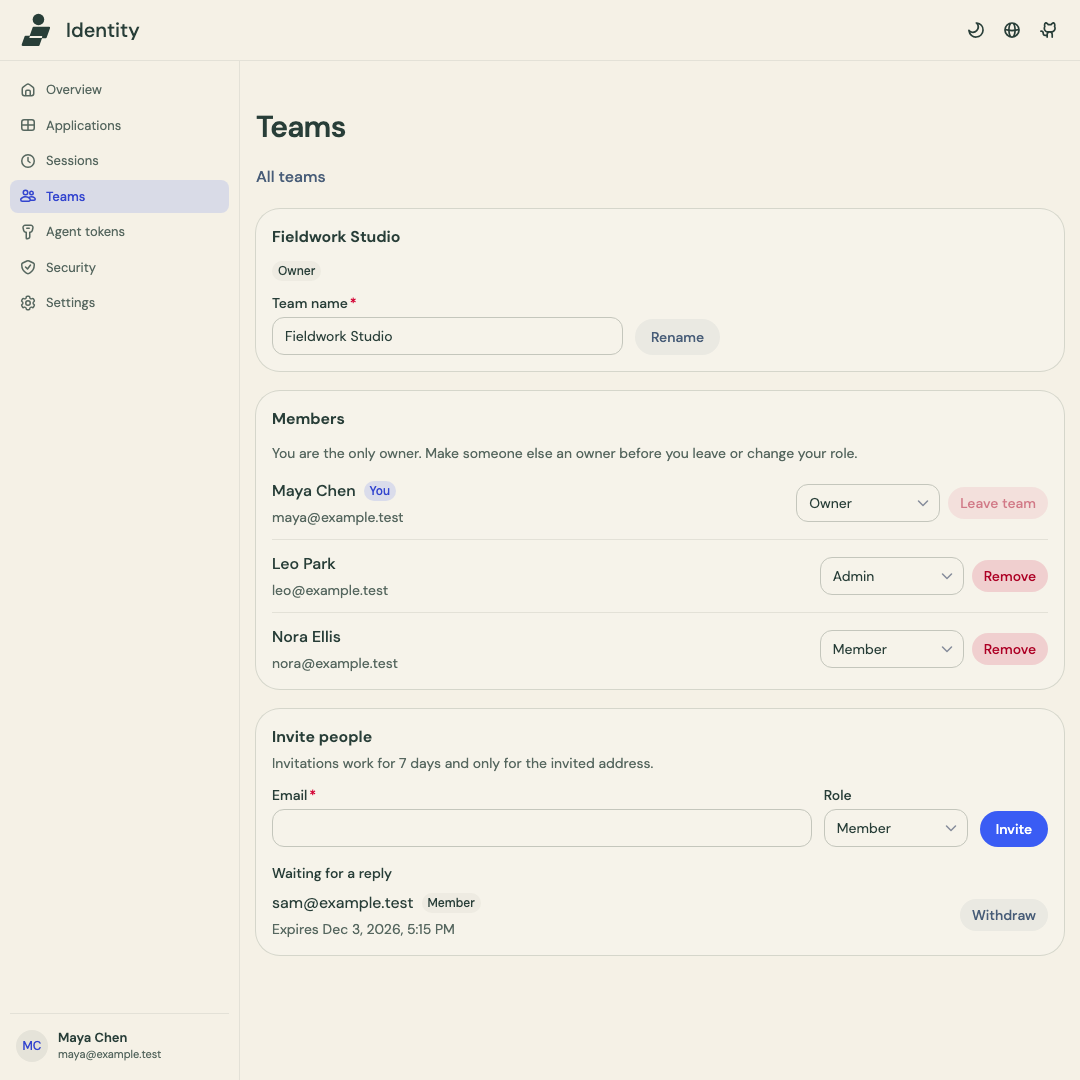 Identity
Overview
Applications
Sessions
Teams
Agent tokens
Security
Settings
MC
Maya Chen
maya@example.test
Teams
All teams
Fieldwork Studio
Owner
Team name*
Fieldwork Studio
Rename
Members
You are the only owner. Make someone else an owner before you leave or change your role.
Maya Chen You
maya@example.test
Owner
Leave team
Leo Park
leo@example.test
Admin
Remove
Nora Ellis
nora@example.test
Member
Remove
Invite people
Invitations work for 7 days and only for the invited address.
Email*
Role
Member
Invite
Waiting for a reply
sam@example.test Member
Expires Dec 3, 2026, 5:15 PM
Withdraw